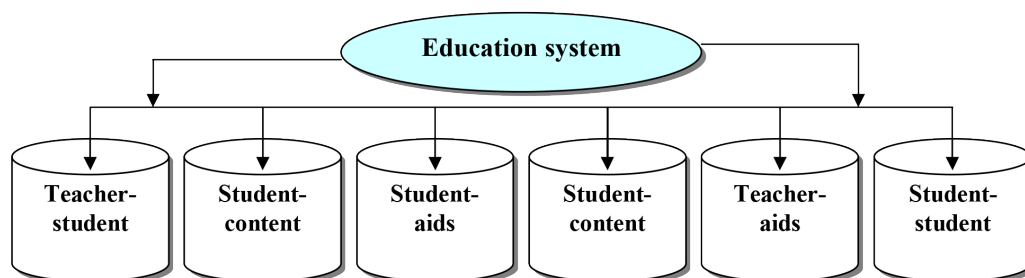 Education system
Teacher-
student
Student-
content
Student-
aids
Student-
content
Teacher-
aids
Student-
student